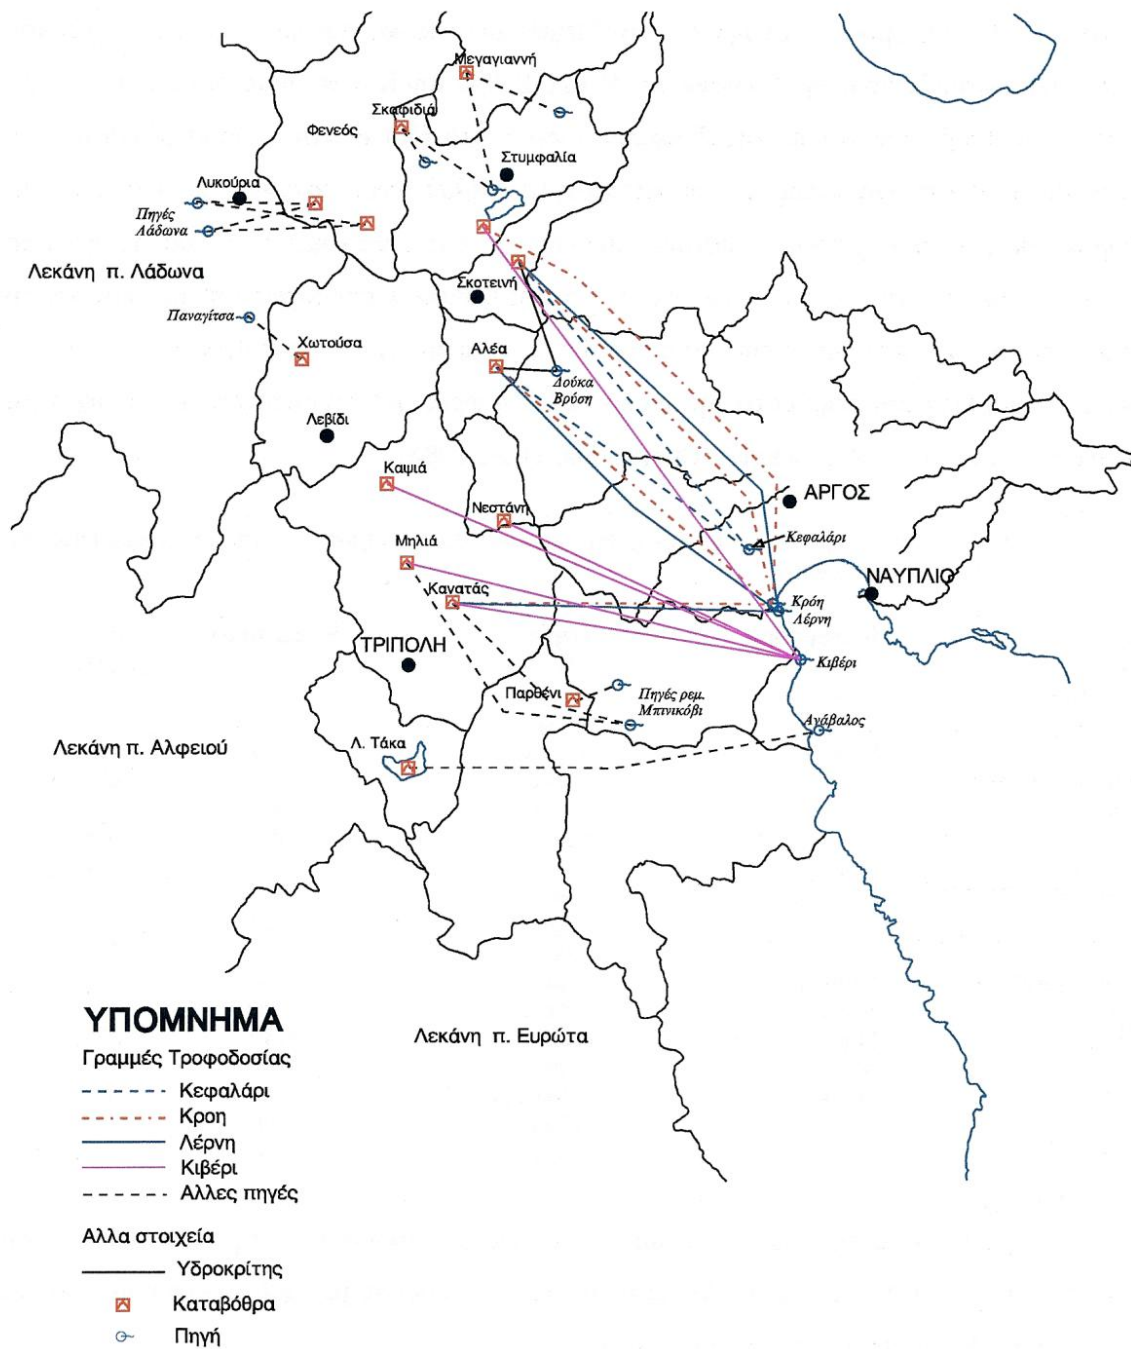 Μεγαγιαννή
Σκαφιδιά
Φενεός
Στυμφαλία
Λυκούρια
Πηγές
Λάδωνα
Λεκάνη π. Λάδωνα
Σκοτεινή
Παναγίτσα
Χωτούσα
Αλέα
Δούκα
Βρύση
Λεβίδι
Καψιά
ΑΡΓΟΣ
Νεστάνη
Κεφαλάρι
Μηλιά
ΝΑΥΠΛΙΟ
Κανατάς
Κρόη
Λέρνη
ΤΡΙΠΟΛΗ
Κιβέρι
Παρθένι
Πηγές ρεμ.
Μπινικόβι
Αγάβαλος
Λ. Τάκα
Λεκάνη π. Αλφειού
Λεκάνη π. Ευρώτα
ΥΠΟΜΝΗΜΑ
Γραμμές Τροφοδοσίας
Κεφαλάρι
Κροη
Λέρνη
Κιβέρι
Αλλες πηγές
Αλλα στοιχεία
Υδροκρίτης
Καταβόθρα
Πηγή